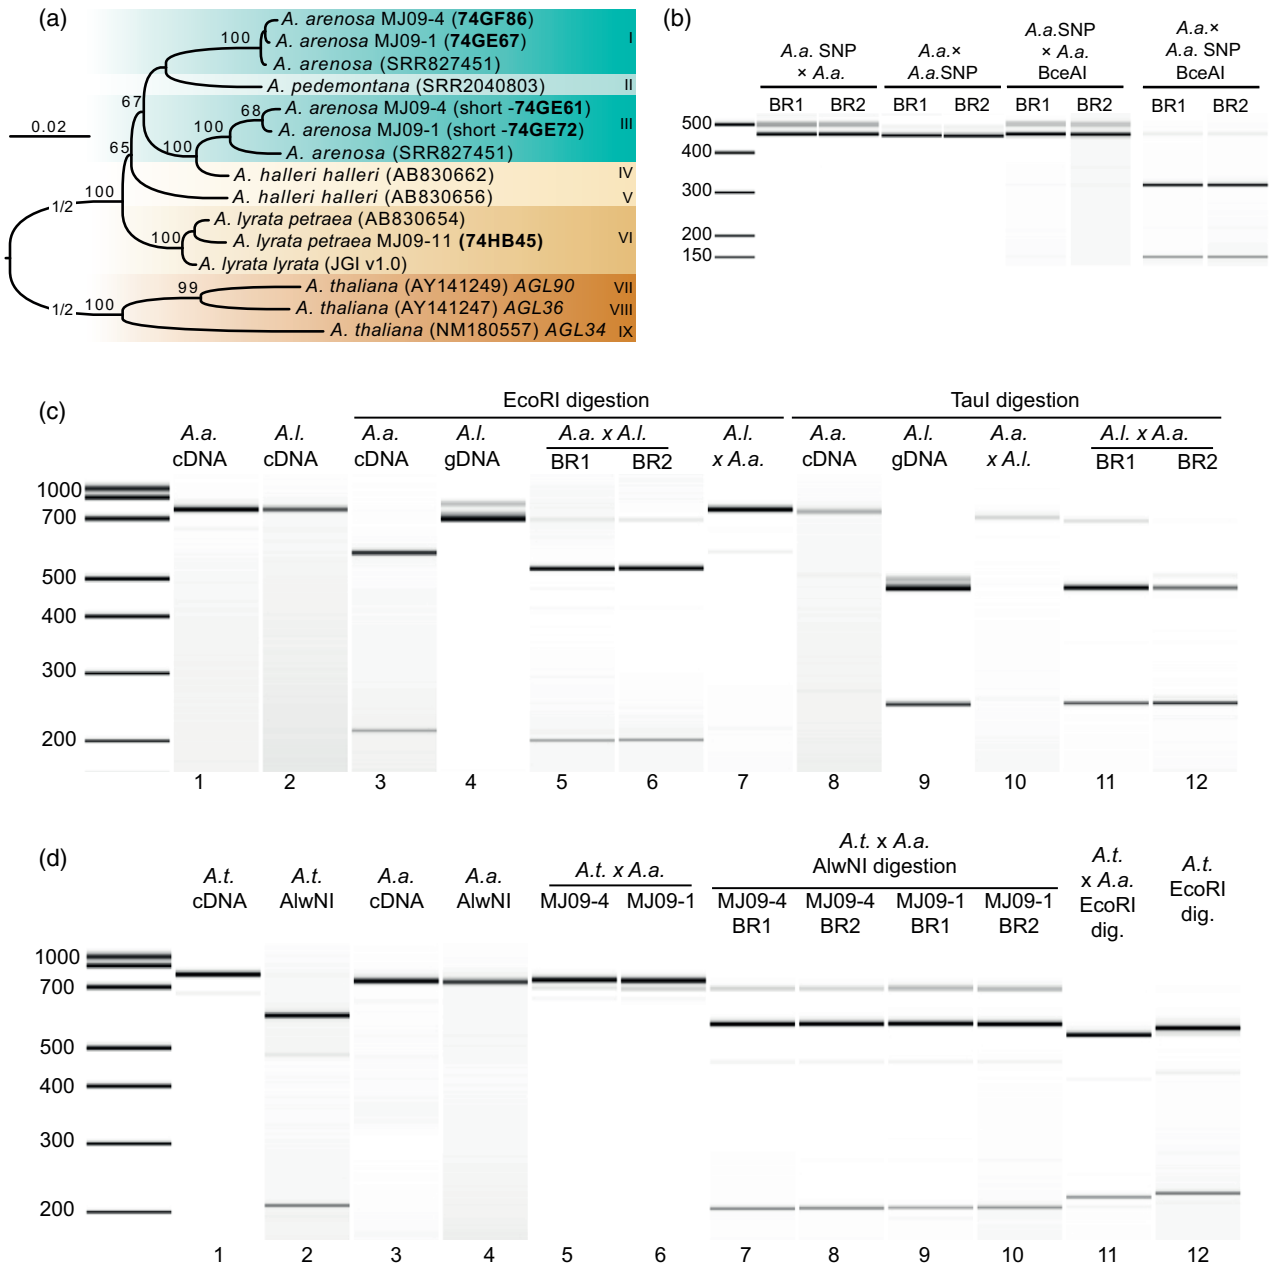 (a)
A. arenosa MJ09-4 (74GF86)
100
A. arenosa MJ09-1 (74GE67)
I
A. arenosa (SRR827451)
A. pedemontana (SRR2040803)
II
67
A. arenosa MJ09-4 (short -74GE61)
68
0.02
100
A. arenosa MJ09-1 (short -74GE72)
III
65
100
A. arenosa (SRR827451)
A. halleri halleri (AB830662)
IV
100
A. halleri halleri (AB830656)
V
1/2
A. lyrata petraea (AB830654)
100
A. lyrata petraea MJ09-11 (74HB45)
VI
A. lyrata lyrata (JGI v1.0)
99
A. thaliana (AY141249) AGL90
VII
1/2
100
A. thaliana (AY141247) AGL36
VIII
A. thaliana (NM180557) AGL34
IX
(b)
A.a. SNP
× A.a.
A.a.×
A.a.SNP
A.a.SNP
× A.a.
BceAI
A.a.×
A.a. SNP
BceAI
BR1 BR2 BR1 BR2 BR1 BR2 BR1 BR2
500
400
300
200
150
(c)
EcoRI digestion
TauI digestion
A.a.
cDNA
A.l.
cDNA
A.a.
cDNA
A.l.
gDNA
A.a. x A.l.
BR1 BR2
A.l.
x A.a.
A.a.
cDNA
A.l.
gDNA
A.a.
x A.l.
A.l. x A.a.
BR1 BR2
1000
700
500
400
300
200
1 2 3 4 5 6 7 8 9 10 11 12
(d)
A.t.
cDNA
A.t.
AlwNI
A.a.
cDNA
A.a.
AlwNI
A.t. x A.a.
MJ09-4 MJ09-1
A.t. x A.a.
AlwNI digestion
MJ09-4
BR1
MJ09-4
BR2
MJ09-1
BR1
MJ09-1
BR2
A.t.
x A.a.
EcoRI
dig.
A.t.
EcoRI
dig.
1000
700
500
400
300
200
1 2 3 4 5 6 7 8 9 10 11 12